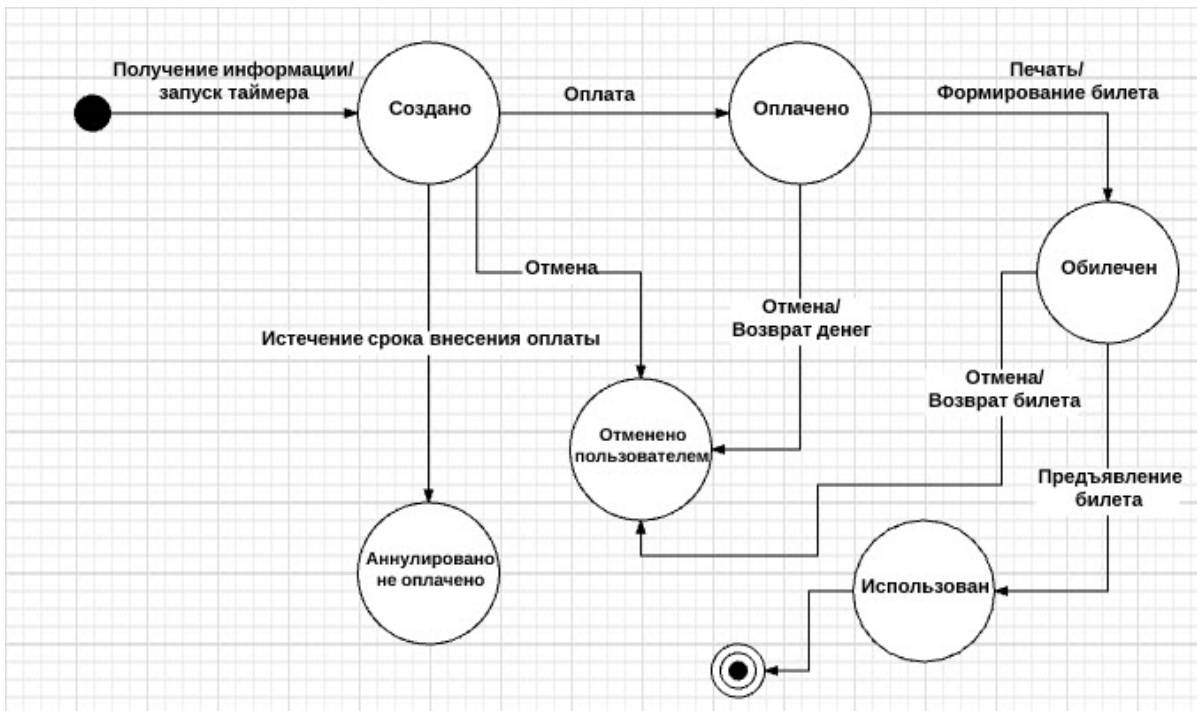 Получение информации/
запуск таймера
Создано
Оплата
Оплачено
Печать/
Формирование билета
Обилечен
Отмена
Отмена/
Возврат денег
Истечение срока внесения оплаты
Отмена/
Возврат билета
Отменено
пользователем
Предъявление
билета
Аннулировано
не оплачено
Использован